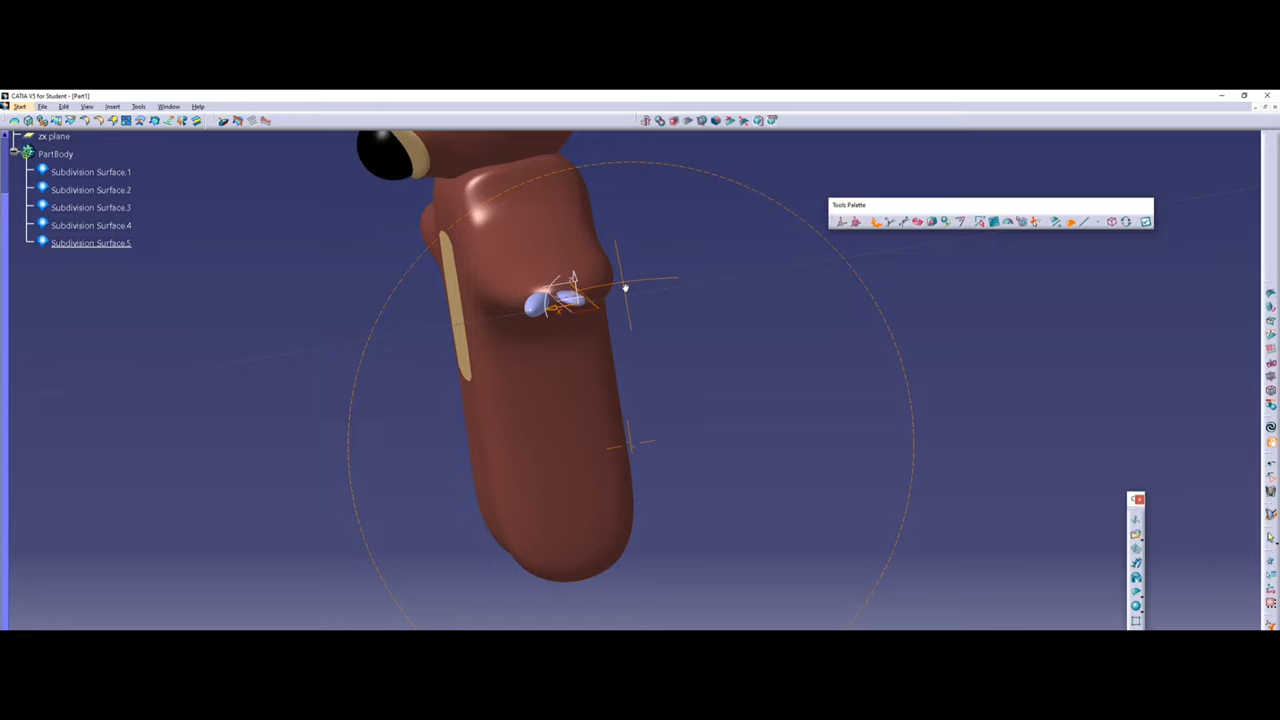 CATIA V5 for Student - [Part1]
Start File Edit View Insert Tools Window Help
zx plane
PartBody
Subdivision Surface.1
Subdivision Surface.2
Subdivision Surface.3
Subdivision Surface.4
Subdivision Surface.5
Tools Palette